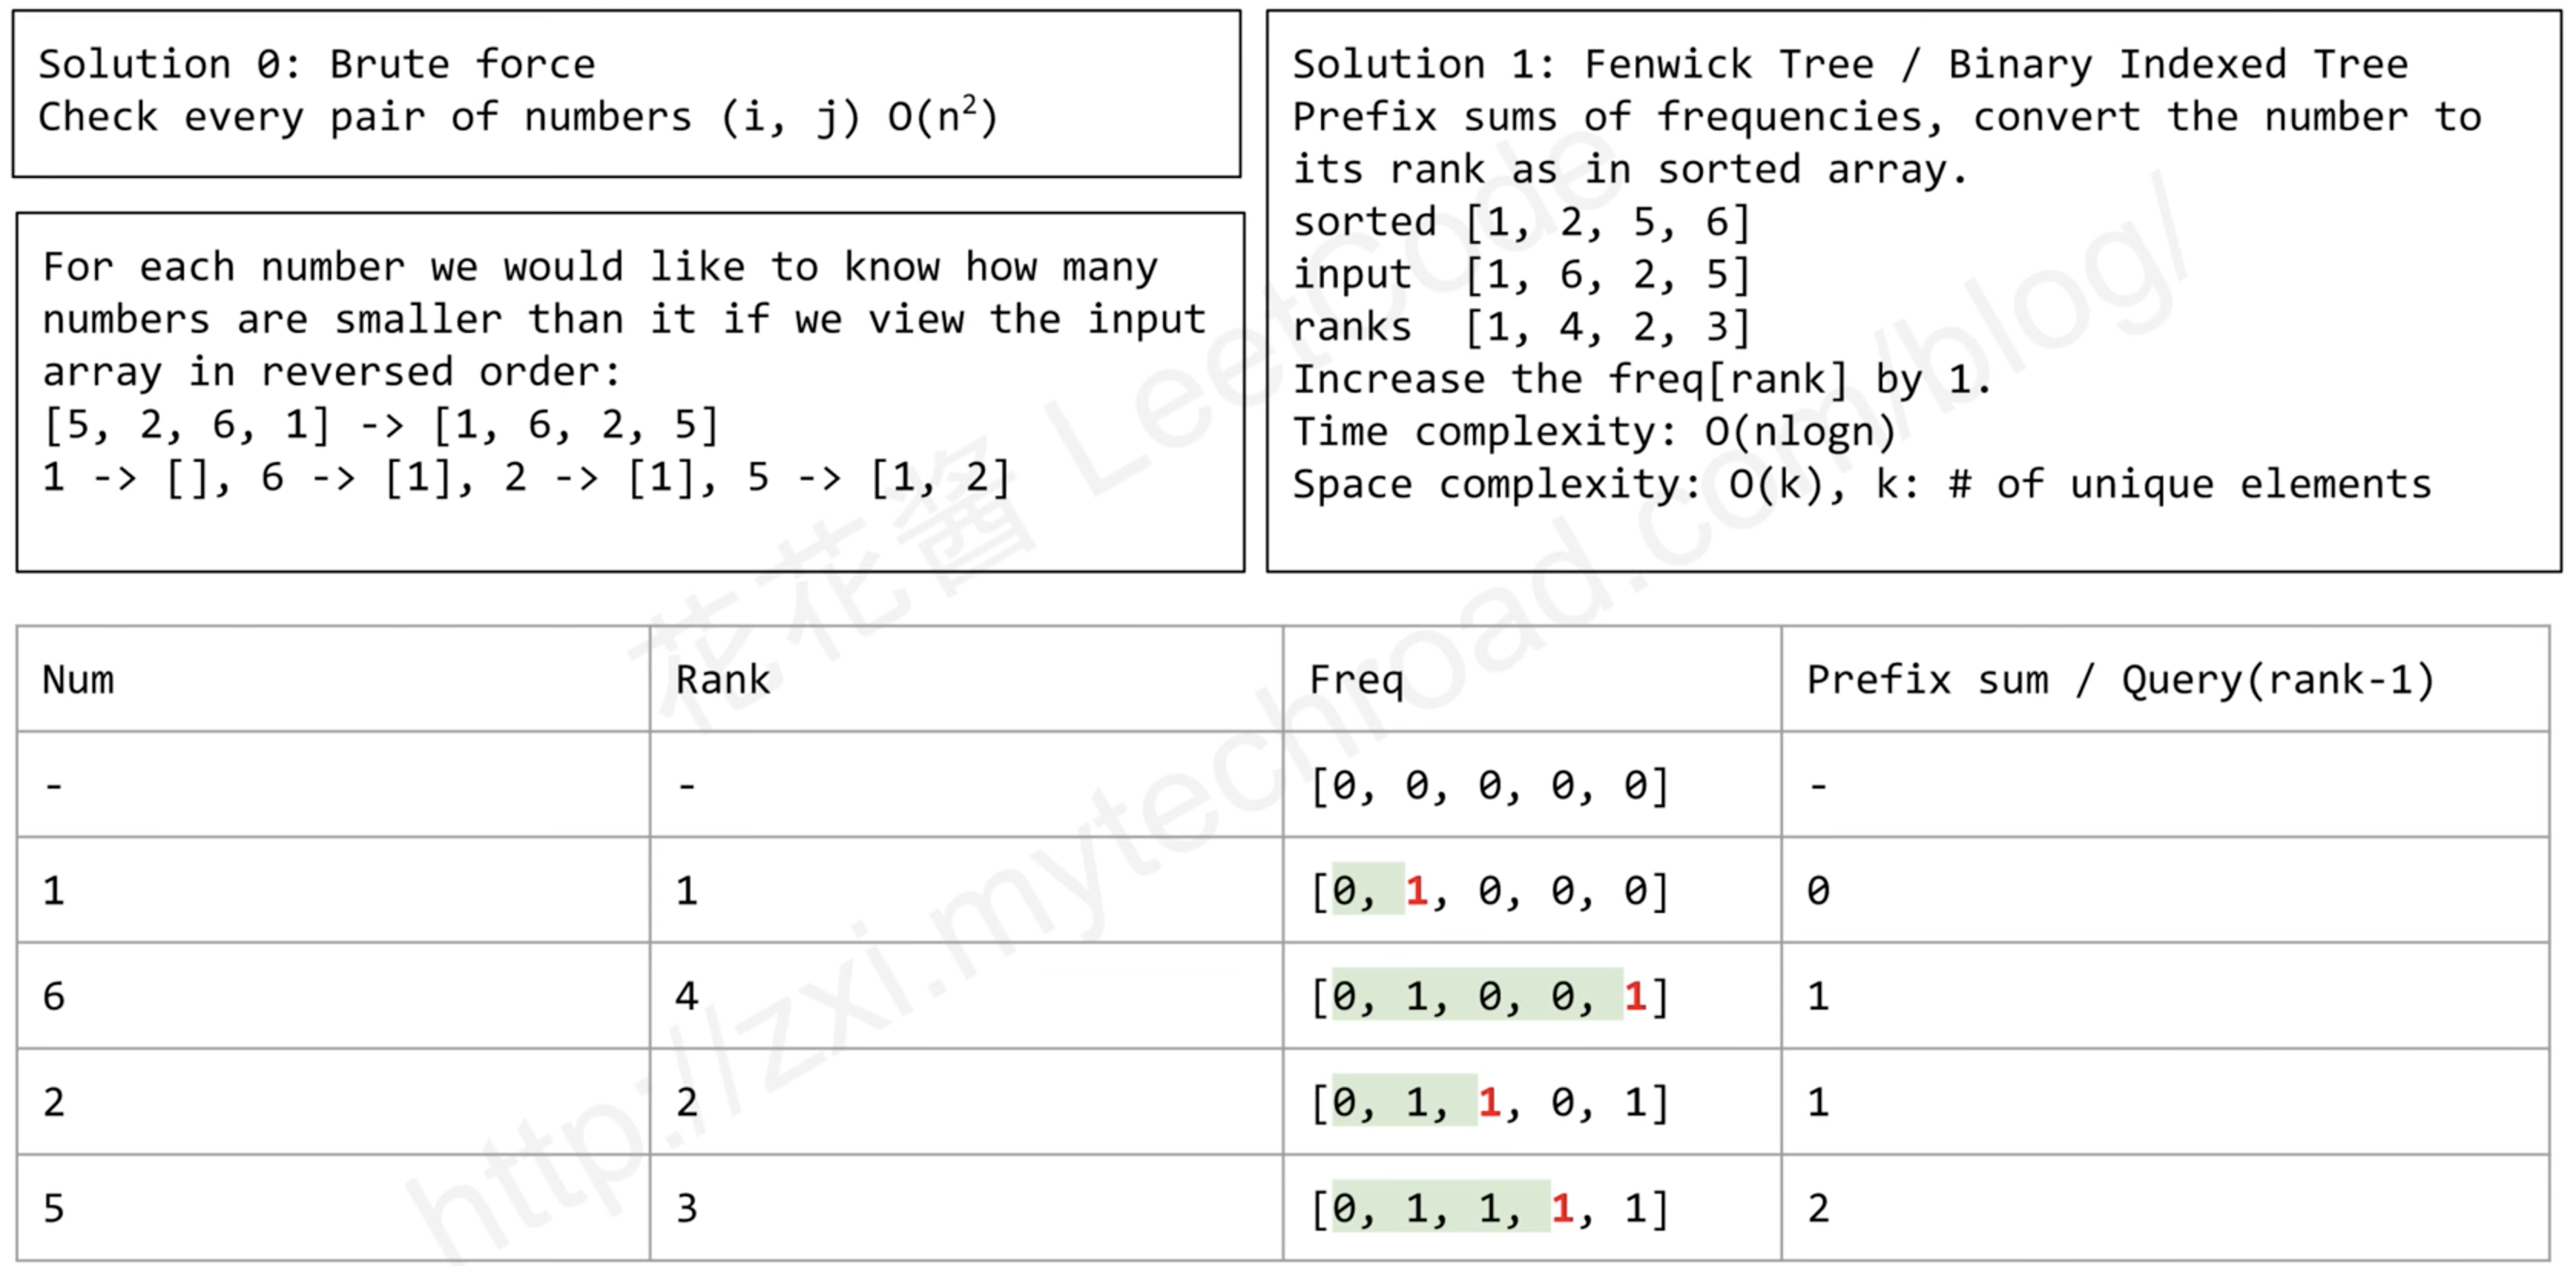 Solution 0: Brute force
Check every pair of numbers (i, j) O(n²)
For each number we would like to know how many
numbers are smaller than it if we view the input
array in reversed order:
[5, 2, 6, 1] -> [1, 6, 2, 5]
1 -> [], 6 -> [1], 2 -> [1], 5 -> [1, 2]
Solution 1: Fenwick Tree / Binary Indexed Tree
Prefix sums of frequencies, convert the number to
its rank as in sorted array.
sorted [1, 2, 5, 6]
input [1, 6, 2, 5]
ranks [1, 4, 2, 3]
Increase the freq[rank] by 1.
Time complexity: O(nlogn)
Space complexity: O(k), k: # of unique elements
Num Rank Freq Prefix sum / Query(rank-1)
- - [0, 0, 0, 0, 0] -
1 1 [0, 1, 0, 0, 0] 0
6 4 [0, 1, 0, 0, 1] 1
2 2 [0, 1, 1, 0, 1] 1
5 3 [0, 1, 1, 1, 1] 2
花花酱 LeetCode
http://zxi.mytechroad.com/blog/